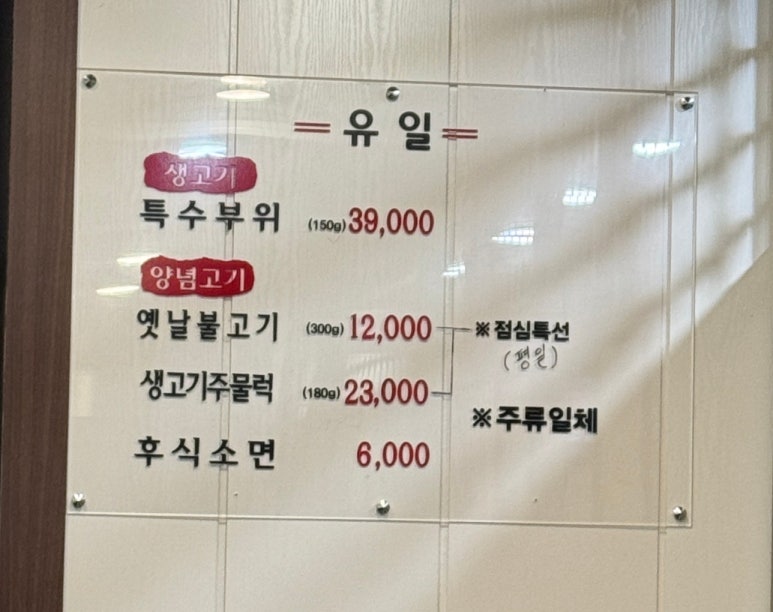 = 유일 =
생고기
특수부위 (150g) 39,000
양념고기
옛날불고기 (300g) 12,000 ※점심특선
(평일)
생고기주물럭 (180g) 23,000
※주류일체
후식소면 6,000